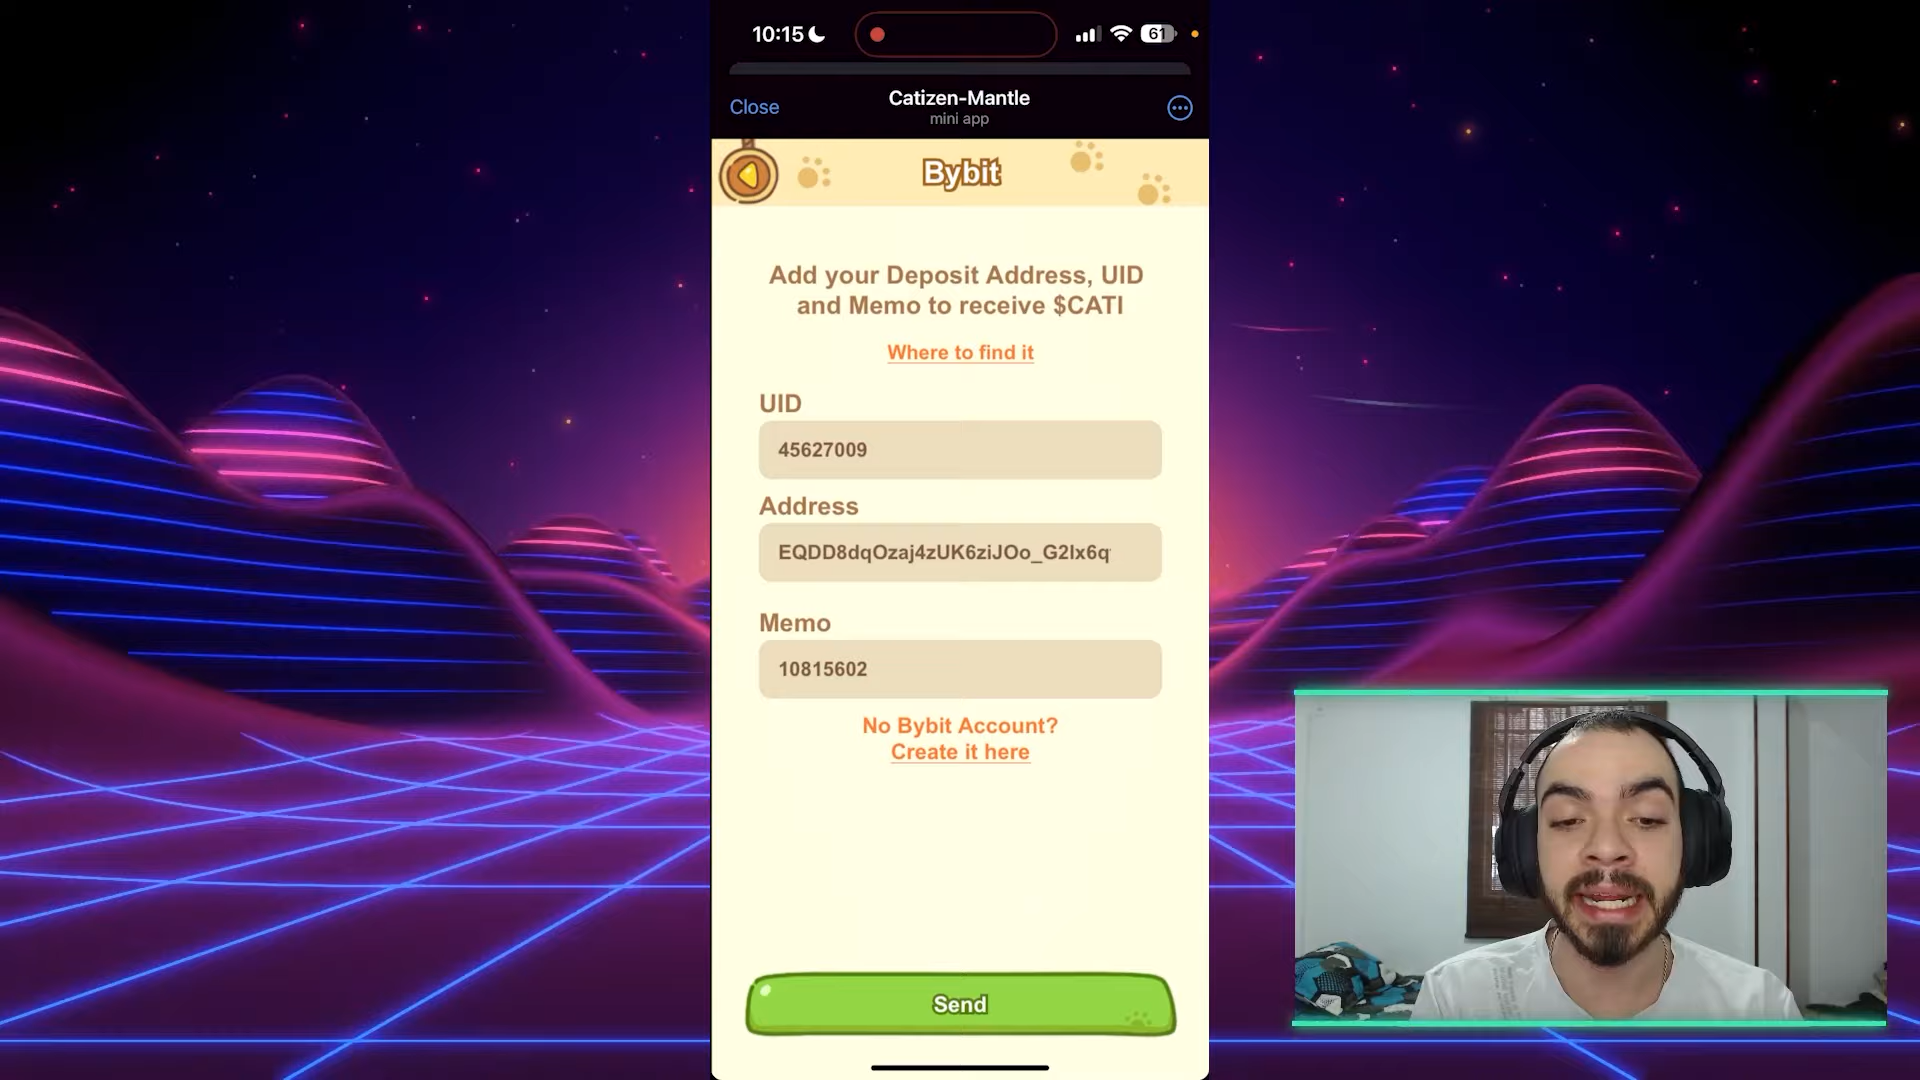 10:15
61
Close
Catizen-Mantle
mini app
Bybit
Add your Deposit Address, UID
and Memo to receive $CATI
Where to find it
UID
45627009
Address
EQDD8dqOzaj4zUK6ziJOo_G2lx6q
Memo
10815602
No Bybit Account?
Create it here
Send